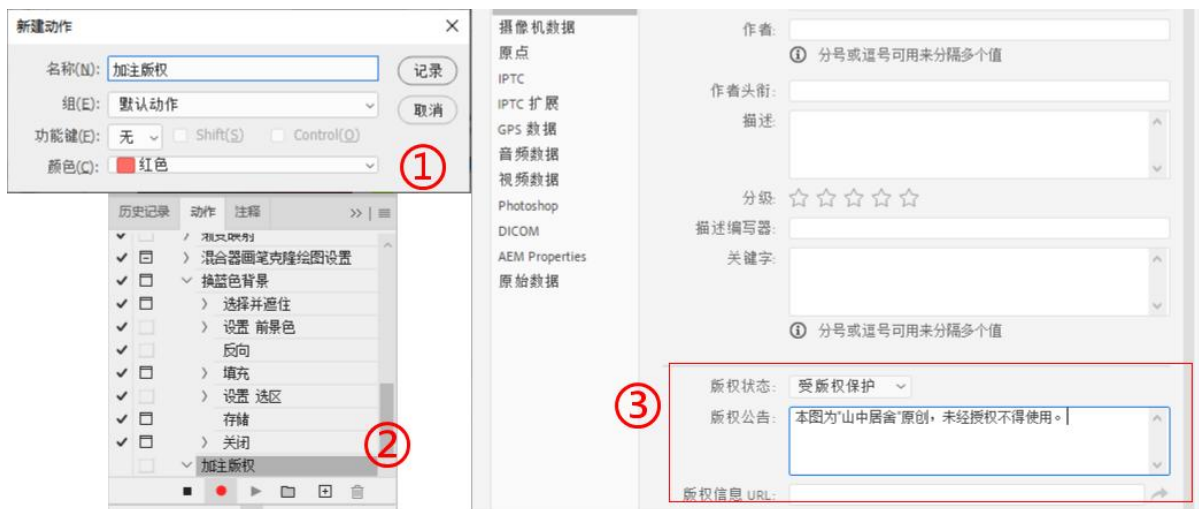 新建动作
名称(N): 加注版权
记录
组(E): 默认动作
取消
功能键(F): 无 Shift(S) Control(O)
颜色(C): 红色
①
历史记录 动作 注释
渐变映射
混合器画笔克隆绘图设置
换蓝色背景
选择并遮住
设置 前景色
反向
填充
设置 选区
存储
关闭
②
加注版权
摄像机数据
原点
IPTC
IPTC 扩展
GPS 数据
音频数据
视频数据
Photoshop
DICOM
AEM Properties
原始数据
作者:
分号或逗号可用来分隔多个值
作者头衔:
描述:
分级:
描述编写器:
关键字:
分号或逗号可用来分隔多个值
③
版权状态: 受版权保护
版权公告: 本图为"山中居舍"原创，未经授权不得使用。
版权信息 URL: